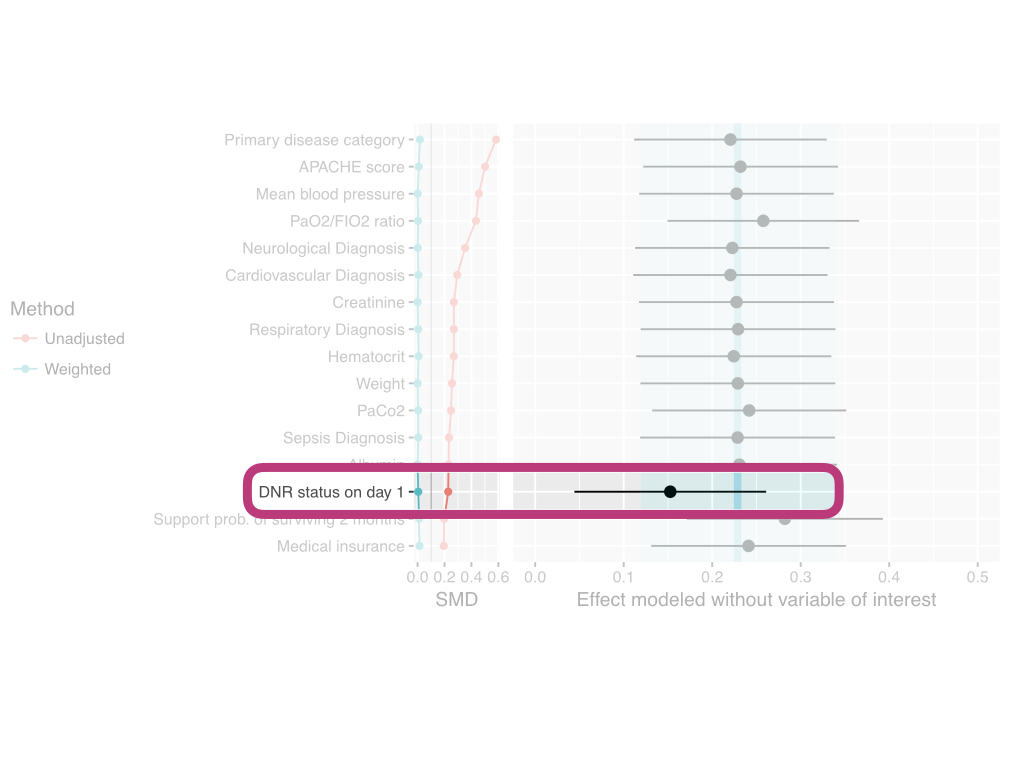 Primary disease category
APACHE score
Mean blood pressure
PaO2/FIO2 ratio
Neurological Diagnosis
Cardiovascular Diagnosis
Creatinine
Respiratory Diagnosis
Hematocrit
Weight
PaCo2
Sepsis Diagnosis
Albumin
DNR status on day 1
Support prob. of surviving 2 months
Medical insurance
Method
Unadjusted
Weighted
0.0 0.2 0.4 0.6
SMD
0.0 0.1 0.2 0.3 0.4 0.5
Effect modeled without variable of interest